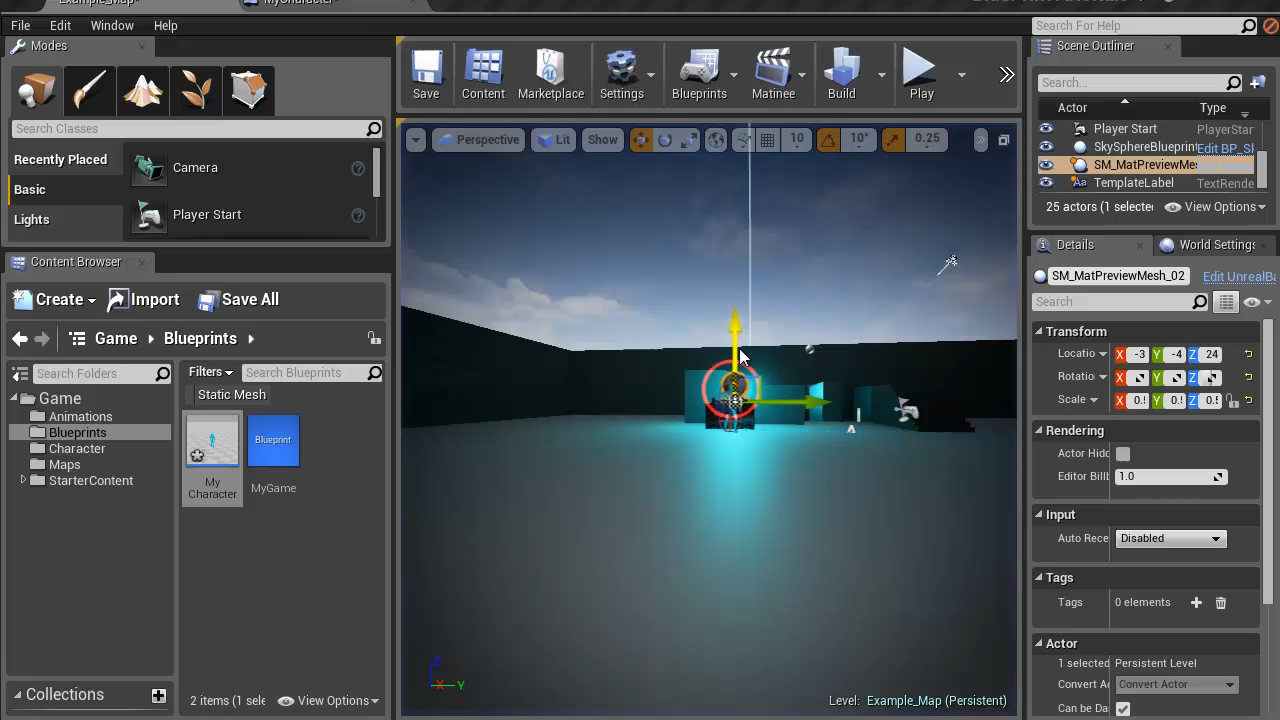 Example_Map
MyCharacter
File Edit Window Help
Search For Help
Modes
Search Classes
Recently Placed
Basic
Lights
Camera
Player Start
Save
Content
Marketplace
Settings
Blueprints
Matinee
Build
Play
Perspective
Lit
Show
10
10°
0.25
Content Browser
Create
Import
Save All
Game
Blueprints
Search Folders
Game
Animations
Blueprints
Character
Maps
StarterContent
Collections
Filters
Search Blueprints
Static Mesh
My
Character
Blueprint
MyGame
2 items (1 sel
View Options
Z
X
Y
Level: Example_Map (Persistent)
Scene Outliner
Search...
Actor Type
Player Start PlayerStar
SkySphereBlueprint Edit BP_Sl
SM_MatPreviewMes
TemplateLabel TextRende
25 actors (1 selecte
View Options
Details
World Settings
SM_MatPreviewMesh_02 Edit UnrealBa
Search
Transform
Locatio X -3 Y -4 Z 24
Rotatio X Y Z
Scale X 0. Y 0. Z 0.
Rendering
Actor Hidd
Editor Billl 1.0
Input
Auto Rece Disabled
Tags
Tags 0 elements
Actor
1 selected Persistent Level
Convert Ac Convert Actor
Can be Da